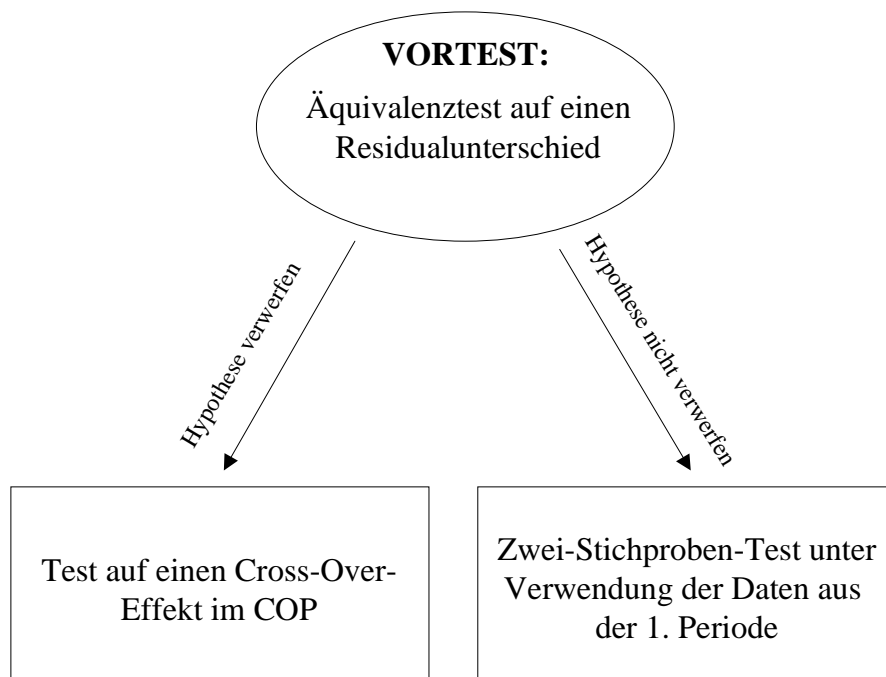 VORTEST:
Äquivalenztest auf einen
Residualunterschied
Hypothese verwerfen
Hypothese nicht verwerfen
Test auf einen Cross-Over-
Effekt im COP
Zwei-Stichproben-Test unter
Verwendung der Daten aus
der 1. Periode